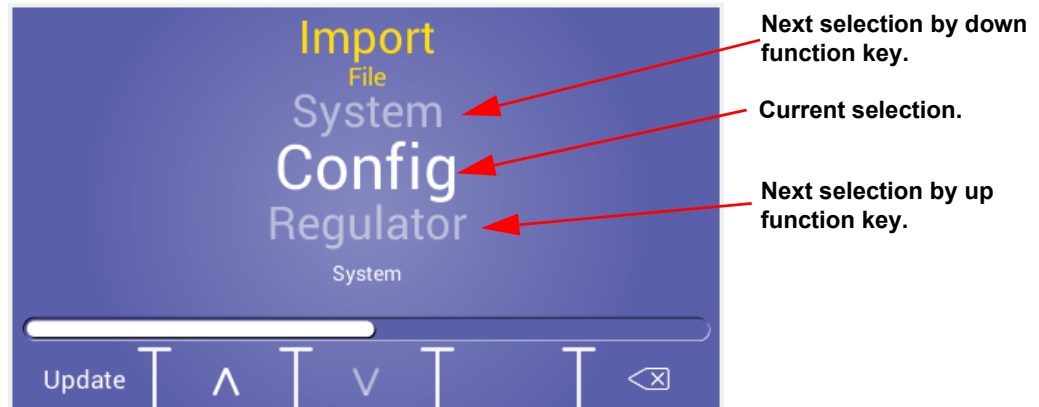 Import
File
System
Config
Regulator
System
Update
Next selection by down
function key.
Current selection.
Next selection by up
function key.